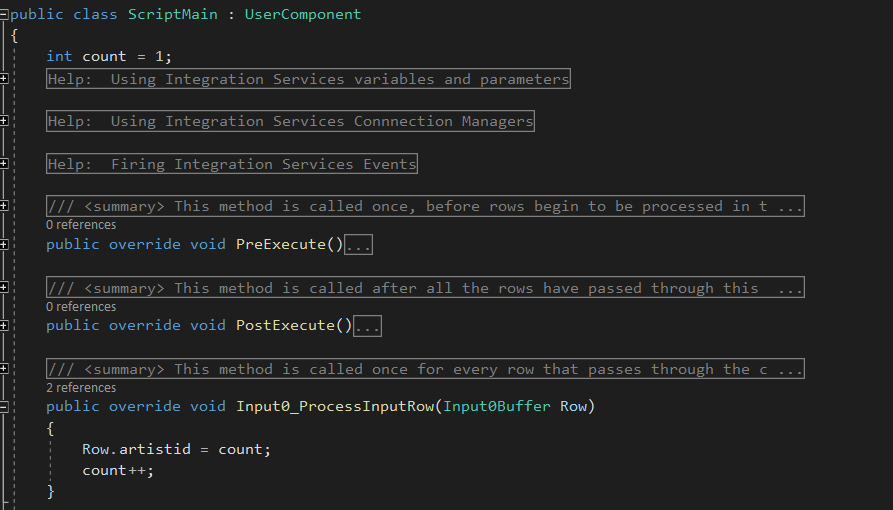 public class ScriptMain : UserComponent
{
int count = 1;
Help:  Using Integration Services variables and parameters
Help:  Using Integration Services Connnection Managers
Help:  Firing Integration Services Events
/// <summary> This method is called once, before rows begin to be processed in t ...
0 references
public override void PreExecute()...
/// <summary> This method is called after all the rows have passed through this  ...
0 references
public override void PostExecute()...
/// <summary> This method is called once for every row that passes through the c ...
2 references
public override void Input0_ProcessInputRow(Input0Buffer Row)
{
Row.artistid = count;
count++;
}